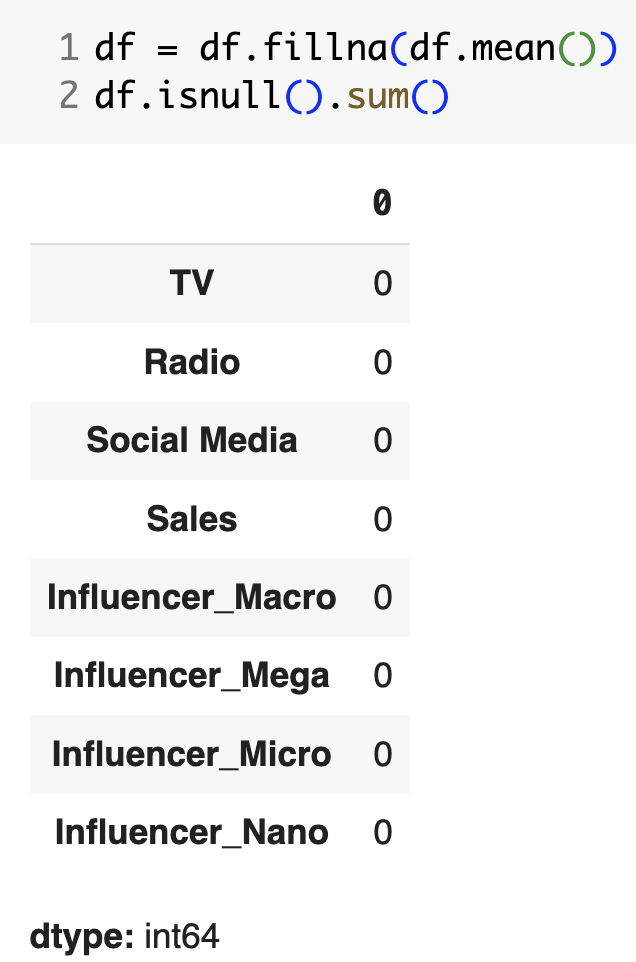 1 df = df.fillna(df.mean())
2 df.isnull().sum()
0
TV 0
Radio 0
Social Media 0
Sales 0
Influencer_Macro 0
Influencer_Mega 0
Influencer_Micro 0
Influencer_Nano 0
dtype: int64